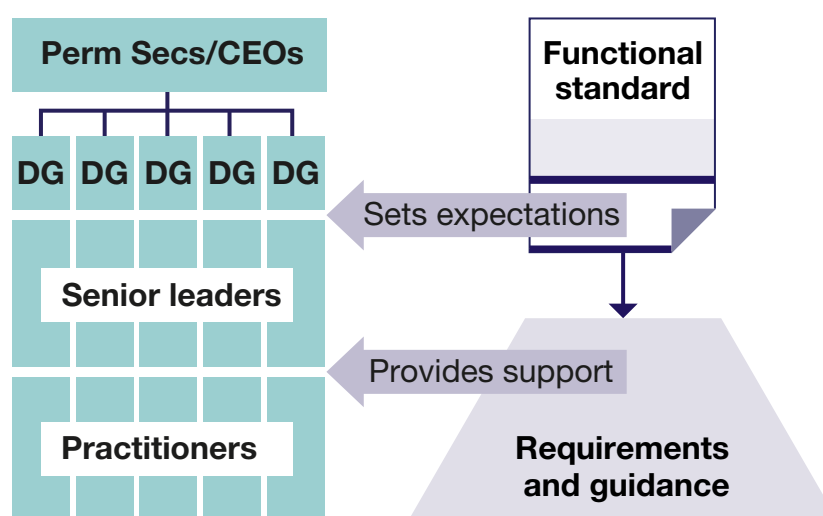 Perm Secs/CEOs
DG DG DG DG DG
Senior leaders
Practitioners
Functional
standard
Sets expectations
Provides support
Requirements
and guidance